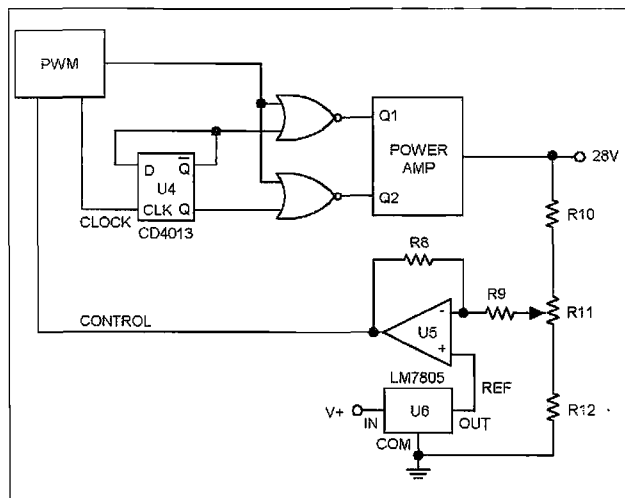 PWM
Q1
POWER
AMP
Q2
28V
D
Q
U4
CLK
Q
CLOCK
CD4013
R10
R8
R9
R11
-
U5
+
CONTROL
LM7805
REF
V+
U6
IN
OUT
COM
R12